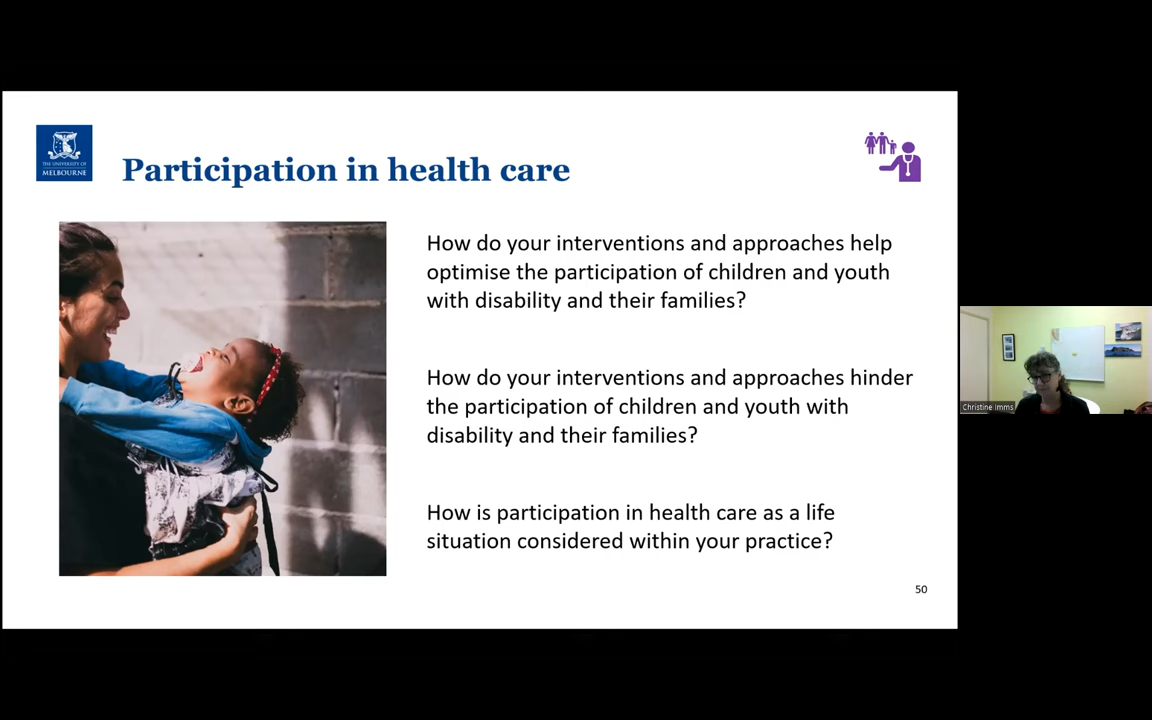 THE UNIVERSITY OF
MELBOURNE
Participation in health care
How do your interventions and approaches help
optimise the participation of children and youth
with disability and their families?
How do your interventions and approaches hinder
the participation of children and youth with
disability and their families?
How is participation in health care as a life
situation considered within your practice?
50
Christine Imms